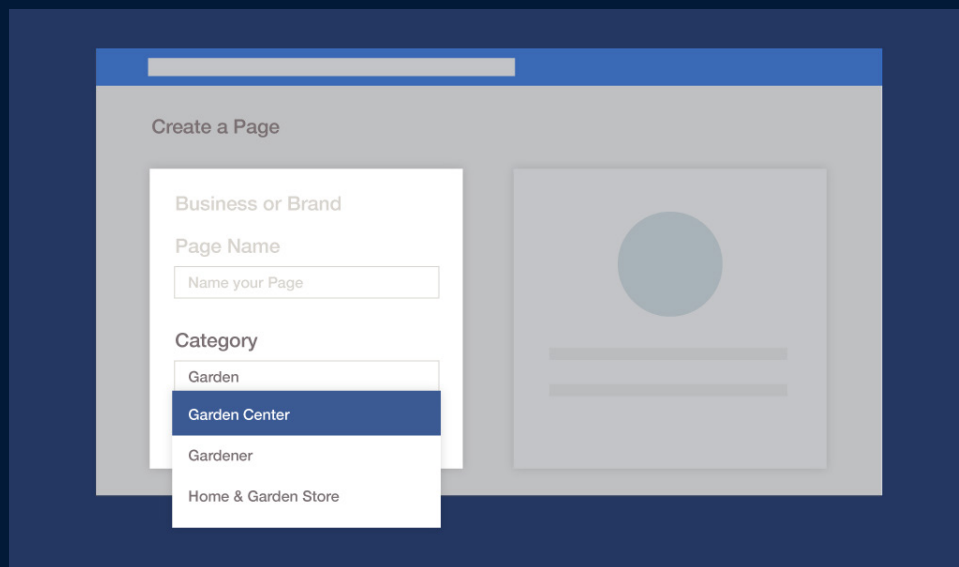 Create a Page
Business or Brand
Page Name
Name your Page
Category
Garden
Garden Center
Gardener
Home & Garden Store